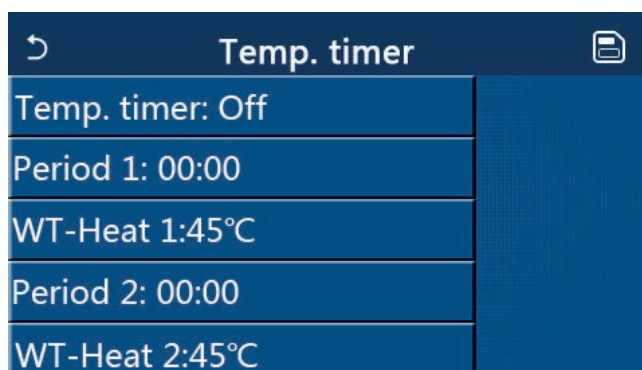 Temp. timer
Temp. timer: Off
Period 1: 00:00
WT-Heat 1:45℃
Period 2: 00:00
WT-Heat 2:45℃